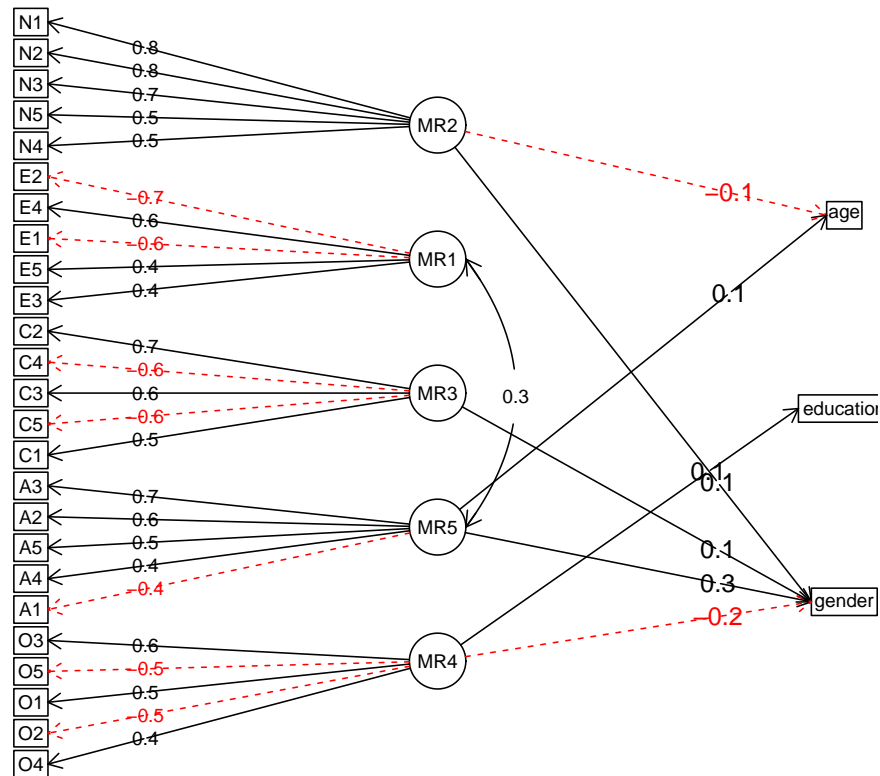 N1
N2
N3
N5
N4
E2
E4
E1
E5
E3
C2
C4
C3
C5
C1
A3
A2
A5
A4
A1
O3
O5
O1
O2
O4
0.8
0.8
0.7
0.5
0.5
−0.7
0.6
−0.6
0.4
0.4
0.7
−0.6
0.6
−0.6
0.5
0.7
0.6
0.5
0.4
−0.4
0.6
−0.5
0.5
−0.5
0.4
MR2
MR1
MR3
MR5
MR4
0.3
−0.1
0.1
0.1
0.1
0.1
0.3
−0.2
age
education
gender